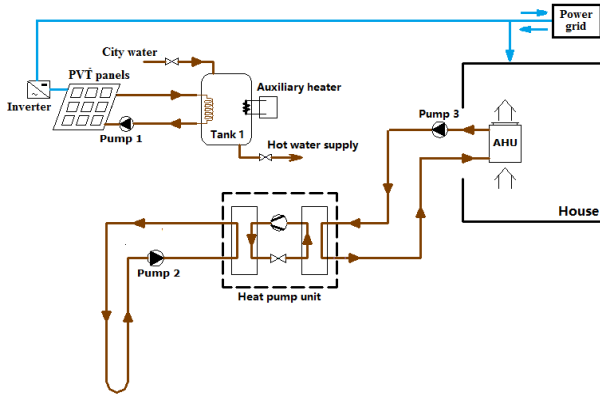 Power
grid
City water
PVT panels
Auxiliary heater
Inverter
Pump 3
Tank 1
Pump 1
AHU
Hot water supply
House
Pump 2
Heat pump unit